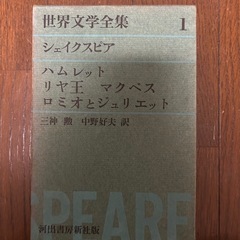 世界文学全集 1
シェイクスピア
ハムレット
リヤ王 マクベス
ロミオとジュリエット
三神 勲 中野好夫 訳
SPEARE
河出書房新社版